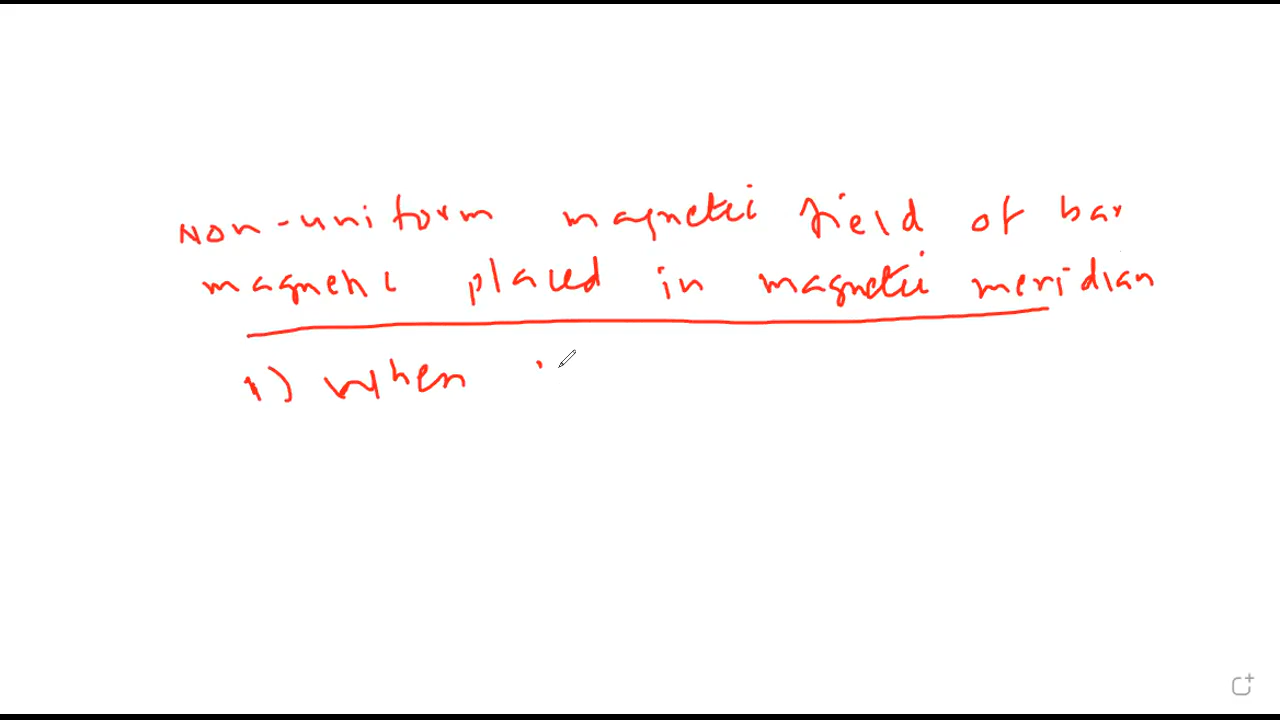 Non-uniform magnetic field of bar
magnetic placed in magnetic meridian
1) When